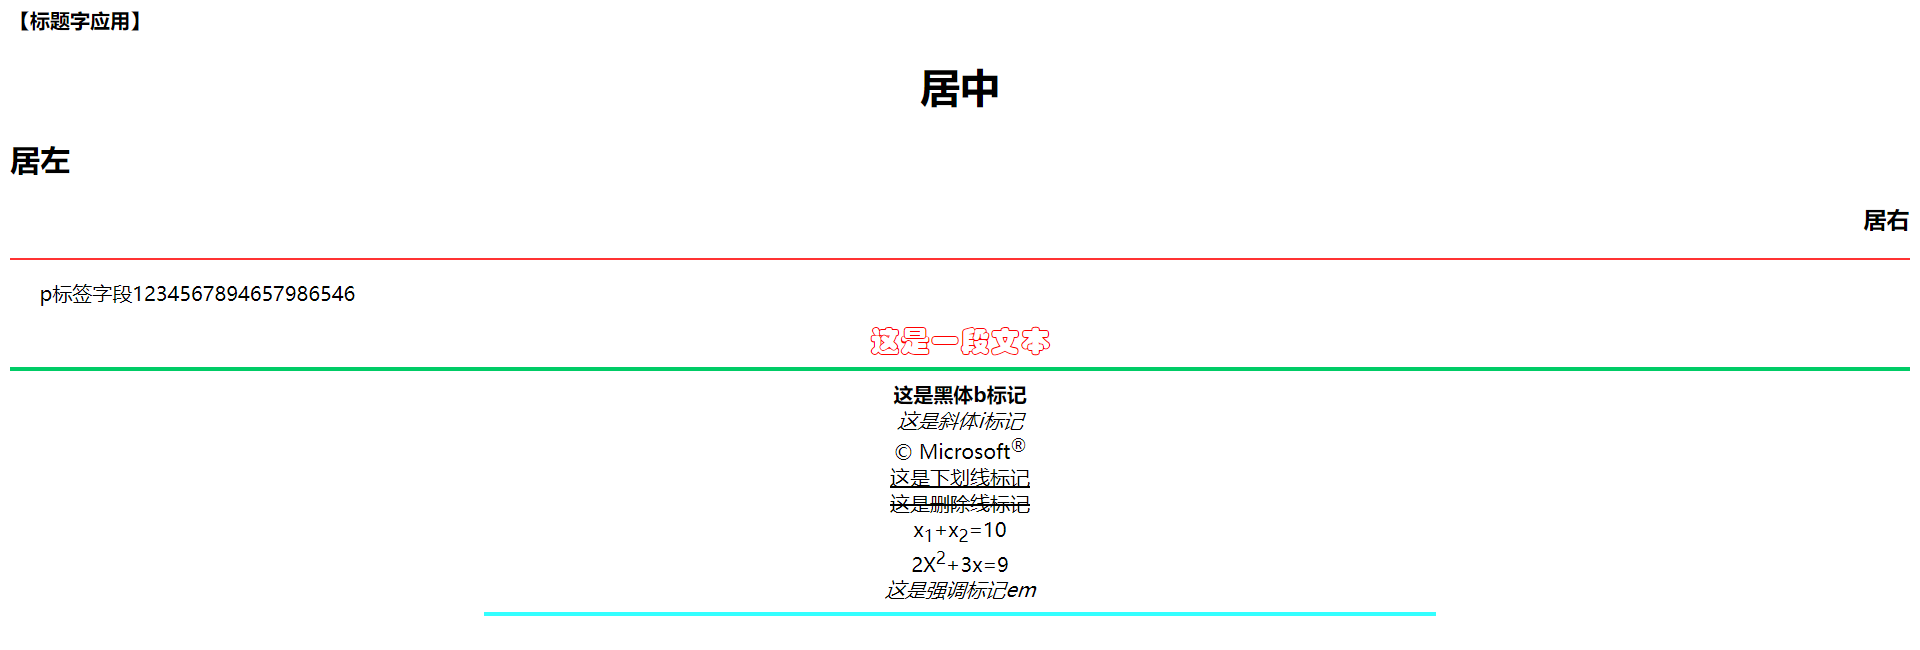 【标题字应用】
居中
居左
居右
p标签字段1234567894657986546
这是一段文本
这是黑体b标记
这是斜体i标记
© Microsoft®
这是下划线标记
这是删除线标记
x₁+x₂=10
2X²+3x=9
这是强调标记em